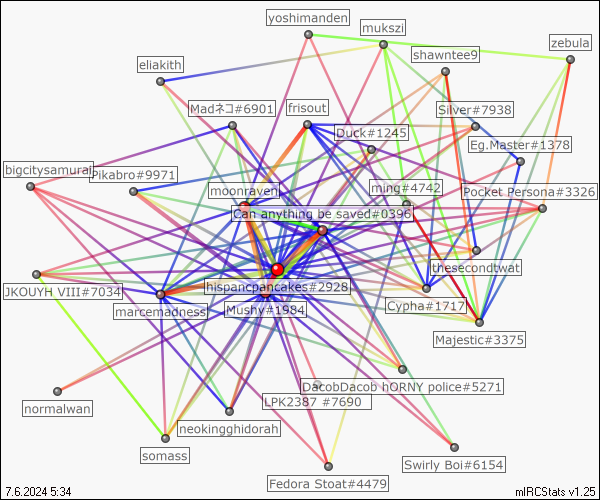 yoshimanden
mukszi
zebula
shawntee9
eliakith
Madネコ#6901
frisout
Silver#7938
Duck#1245
Eg.Master#1378
bigcitysamurai
Pikabro#9971
moonraven
ming#4742
Pocket Persona#3326
Can anything be saved#0396
thesecondtwat
JKOUYH VIII#7034
hispancpancakes#2928
marcemadness
Mushy#1984
Cypha#1717
Majestic#3375
DacobDacob hORNY police#5271
normalwan
LPK2387 #7690
neokingghidorah
somass
Swirly Boi#6154
Fedora Stoat#4479
7.6.2024 5:34
mIRCStats v1.25